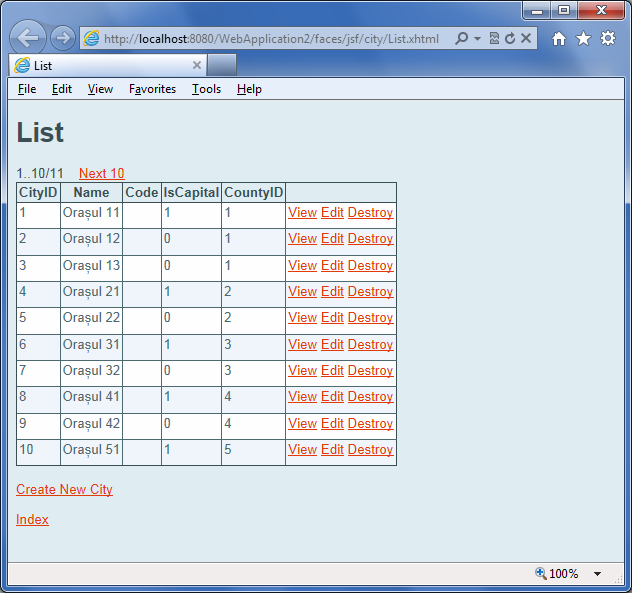 http://localhost:8080/WebApplication2/faces/jsf/city/List.xhtml
List
File Edit View Favorites Tools Help
List
1..10/11 Next 10
CityID Name Code IsCapital CountyID
1 Orașul 11 1 1 View Edit Destroy
2 Orașul 12 0 1 View Edit Destroy
3 Orașul 13 0 1 View Edit Destroy
4 Orașul 21 1 2 View Edit Destroy
5 Orașul 22 0 2 View Edit Destroy
6 Orașul 31 1 3 View Edit Destroy
7 Orașul 32 0 3 View Edit Destroy
8 Orașul 41 1 4 View Edit Destroy
9 Orașul 42 0 4 View Edit Destroy
10 Orașul 51 1 5 View Edit Destroy
Create New City
Index
100%